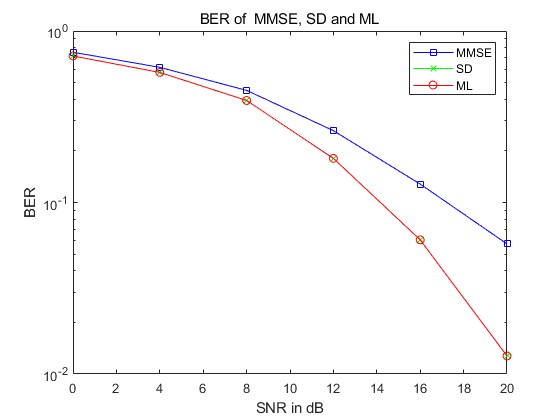 BER of MMSE, SD and ML
10^0
MMSE
SD
ML
10^-1
BER
10^-2
0 2 4 6 8 10 12 14 16 18 20
SNR in dB